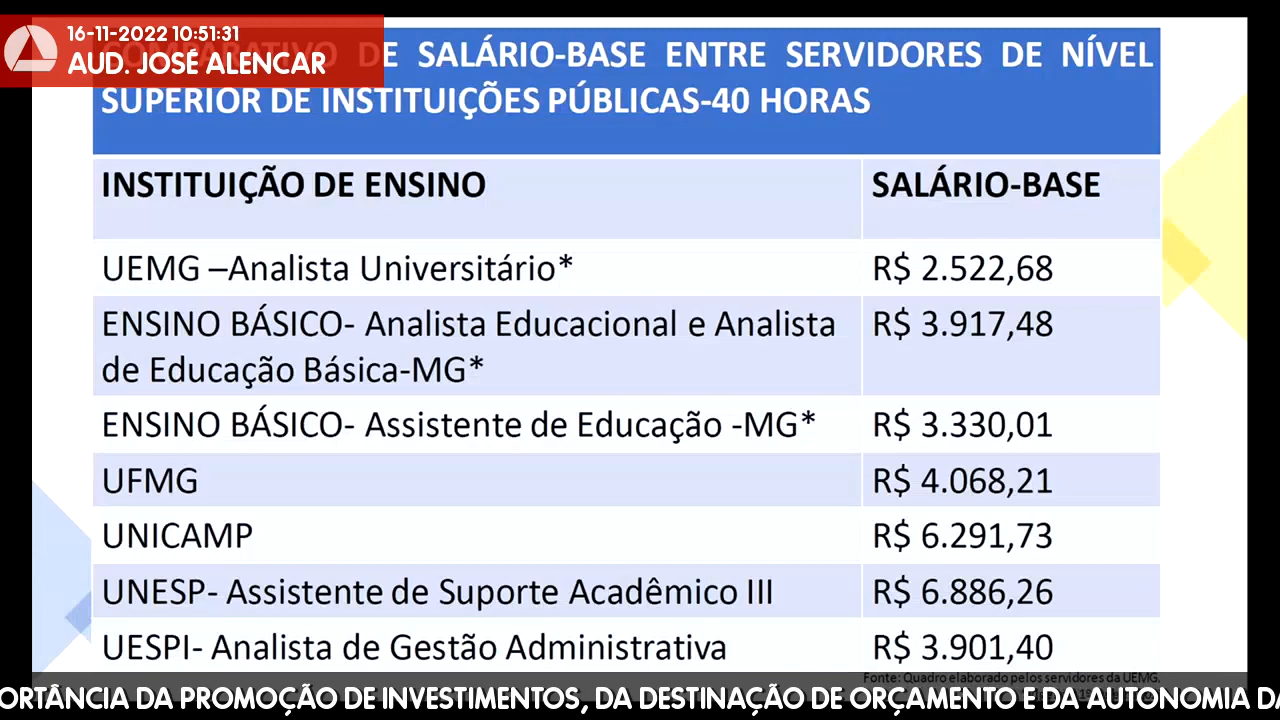 16-11-2022 10:51:31
AUD. JOSÉ ALENCAR
DE SALÁRIO-BASE ENTRE SERVIDORES DE NÍVEL
SUPERIOR DE INSTITUIÇÕES PÚBLICAS-40 HORAS
INSTITUIÇÃO DE ENSINO SALÁRIO-BASE
UEMG –Analista Universitário* R$ 2.522,68
ENSINO BÁSICO- Analista Educacional e Analista R$ 3.917,48
de Educação Básica-MG*
ENSINO BÁSICO- Assistente de Educação -MG* R$ 3.330,01
UFMG R$ 4.068,21
UNICAMP R$ 6.291,73
UNESP- Assistente de Suporte Acadêmico III R$ 6.886,26
UESPI- Analista de Gestão Administrativa R$ 3.901,40
Fonte: Quadro elaborado pelos servidores da UEMG.
ORTÂNCIA DA PROMOÇÃO DE INVESTIMENTOS, DA DESTINAÇÃO DE ORÇAMENTO E DA AUTONOMIA DA